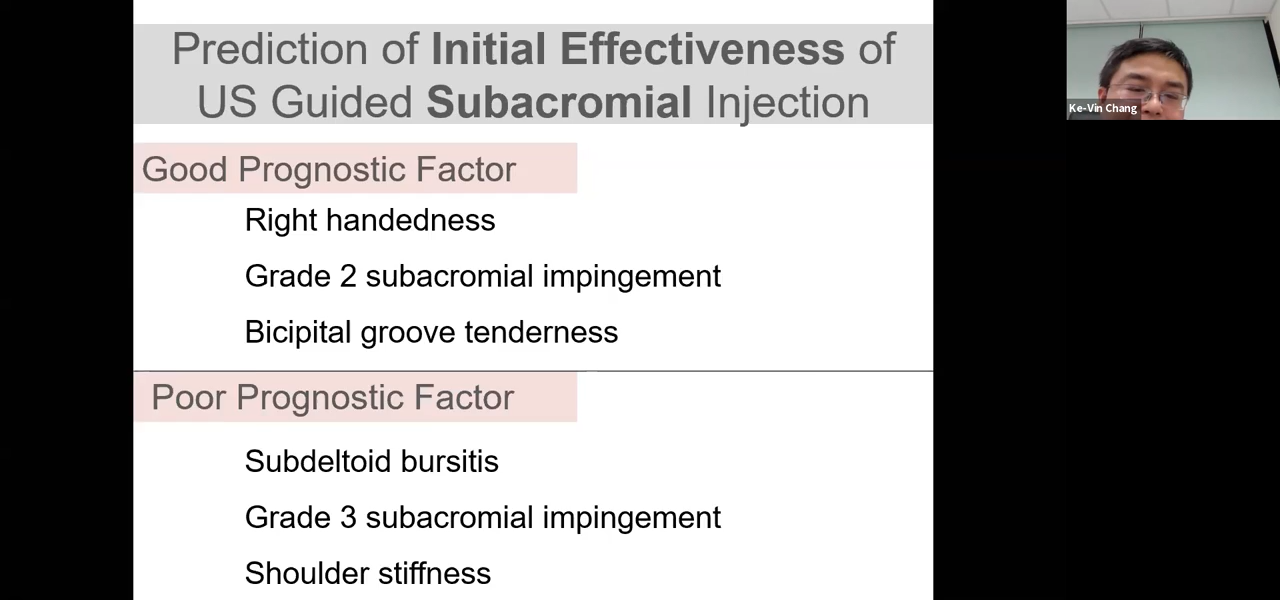 Prediction of Initial Effectiveness of
US Guided Subacromial Injection
Good Prognostic Factor
Right handedness
Grade 2 subacromial impingement
Bicipital groove tenderness
Poor Prognostic Factor
Subdeltoid bursitis
Grade 3 subacromial impingement
Shoulder stiffness
Ke-Vin Chang